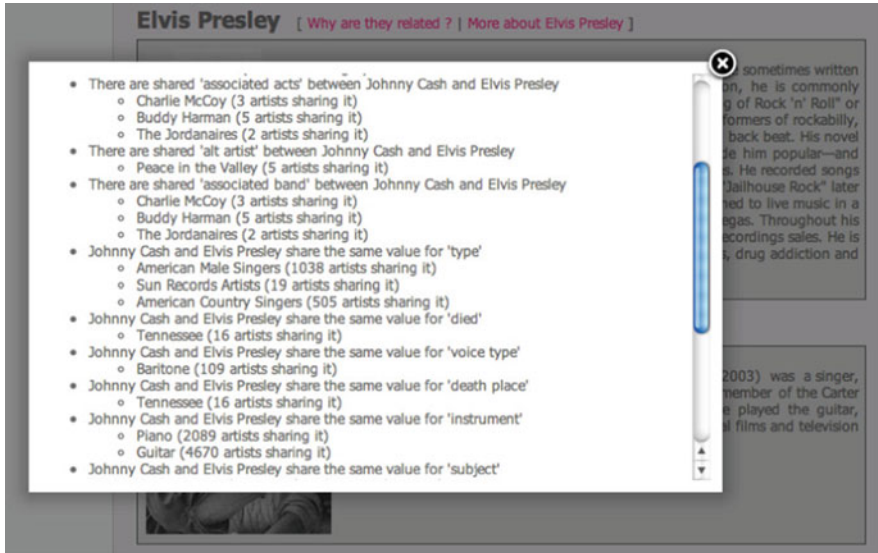 Elvis Presley [ Why are they related ? | More about Elvis Presley ]
sometimes written
on, he is commonly
g of Rock 'n' Roll" or
formers of rockabilly,
back beat. His novel
de him popular—and
s. He recorded songs
"Jailhouse Rock" later
ned to live music in a
egas. Throughout his
ecordings sales. He is
, drug addiction and
• There are shared 'associated acts' between Johnny Cash and Elvis Presley
◦ Charlie McCoy (3 artists sharing it)
◦ Buddy Harman (5 artists sharing it)
◦ The Jordanaires (2 artists sharing it)
• There are shared 'alt artist' between Johnny Cash and Elvis Presley
◦ Peace in the Valley (5 artists sharing it)
• There are shared 'associated band' between Johnny Cash and Elvis Presley
◦ Charlie McCoy (3 artists sharing it)
◦ Buddy Harman (5 artists sharing it)
◦ The Jordanaires (2 artists sharing it)
• Johnny Cash and Elvis Presley share the same value for 'type'
◦ American Male Singers (1038 artists sharing it)
◦ Sun Records Artists (19 artists sharing it)
◦ American Country Singers (505 artists sharing it)
• Johnny Cash and Elvis Presley share the same value for 'died'
◦ Tennessee (16 artists sharing it)
• Johnny Cash and Elvis Presley share the same value for 'voice type'
◦ Baritone (109 artists sharing it)
• Johnny Cash and Elvis Presley share the same value for 'death place'
◦ Tennessee (16 artists sharing it)
• Johnny Cash and Elvis Presley share the same value for 'instrument'
◦ Piano (2089 artists sharing it)
◦ Guitar (4670 artists sharing it)
• Johnny Cash and Elvis Presley share the same value for 'subject'
2003) was a singer,
member of the Carter
e played the guitar,
l films and television